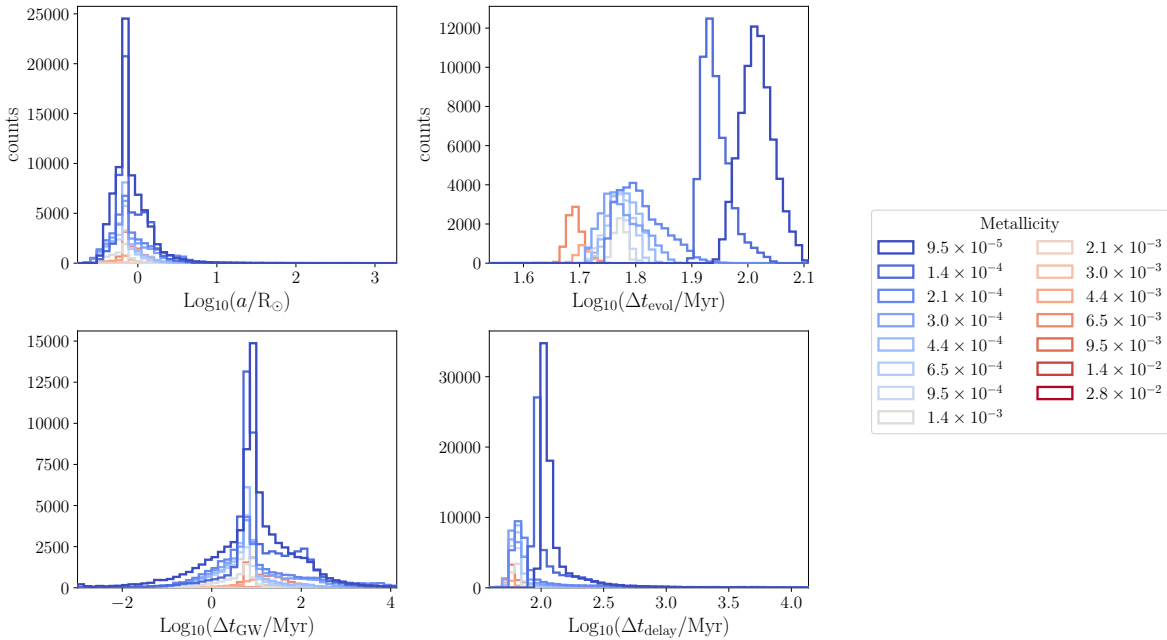 25000
20000
15000
10000
5000
0
counts
0
1
2
3
Log₁₀(a/R⊙)
12000
10000
8000
6000
4000
2000
0
counts
1.6
1.7
1.8
1.9
2.0
2.1
Log₁₀(Δt_evol/Myr)
15000
12500
10000
7500
5000
2500
0
−2
0
2
4
Log₁₀(Δt_GW/Myr)
30000
20000
10000
0
2.0
2.5
3.0
3.5
4.0
Log₁₀(Δt_delay/Myr)
Metallicity
9.5 × 10⁻⁵
1.4 × 10⁻⁴
2.1 × 10⁻⁴
3.0 × 10⁻⁴
4.4 × 10⁻⁴
6.5 × 10⁻⁴
9.5 × 10⁻⁴
1.4 × 10⁻³
2.1 × 10⁻³
3.0 × 10⁻³
4.4 × 10⁻³
6.5 × 10⁻³
9.5 × 10⁻³
1.4 × 10⁻²
2.8 × 10⁻²